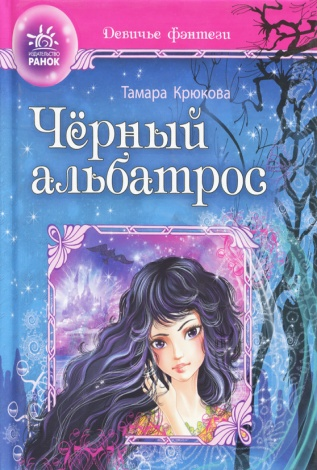 Девичье фэнтези
ИЗДАТЕЛЬСТВО
РАНОК
Тамара Крюкова
Чёрный
альбатрос